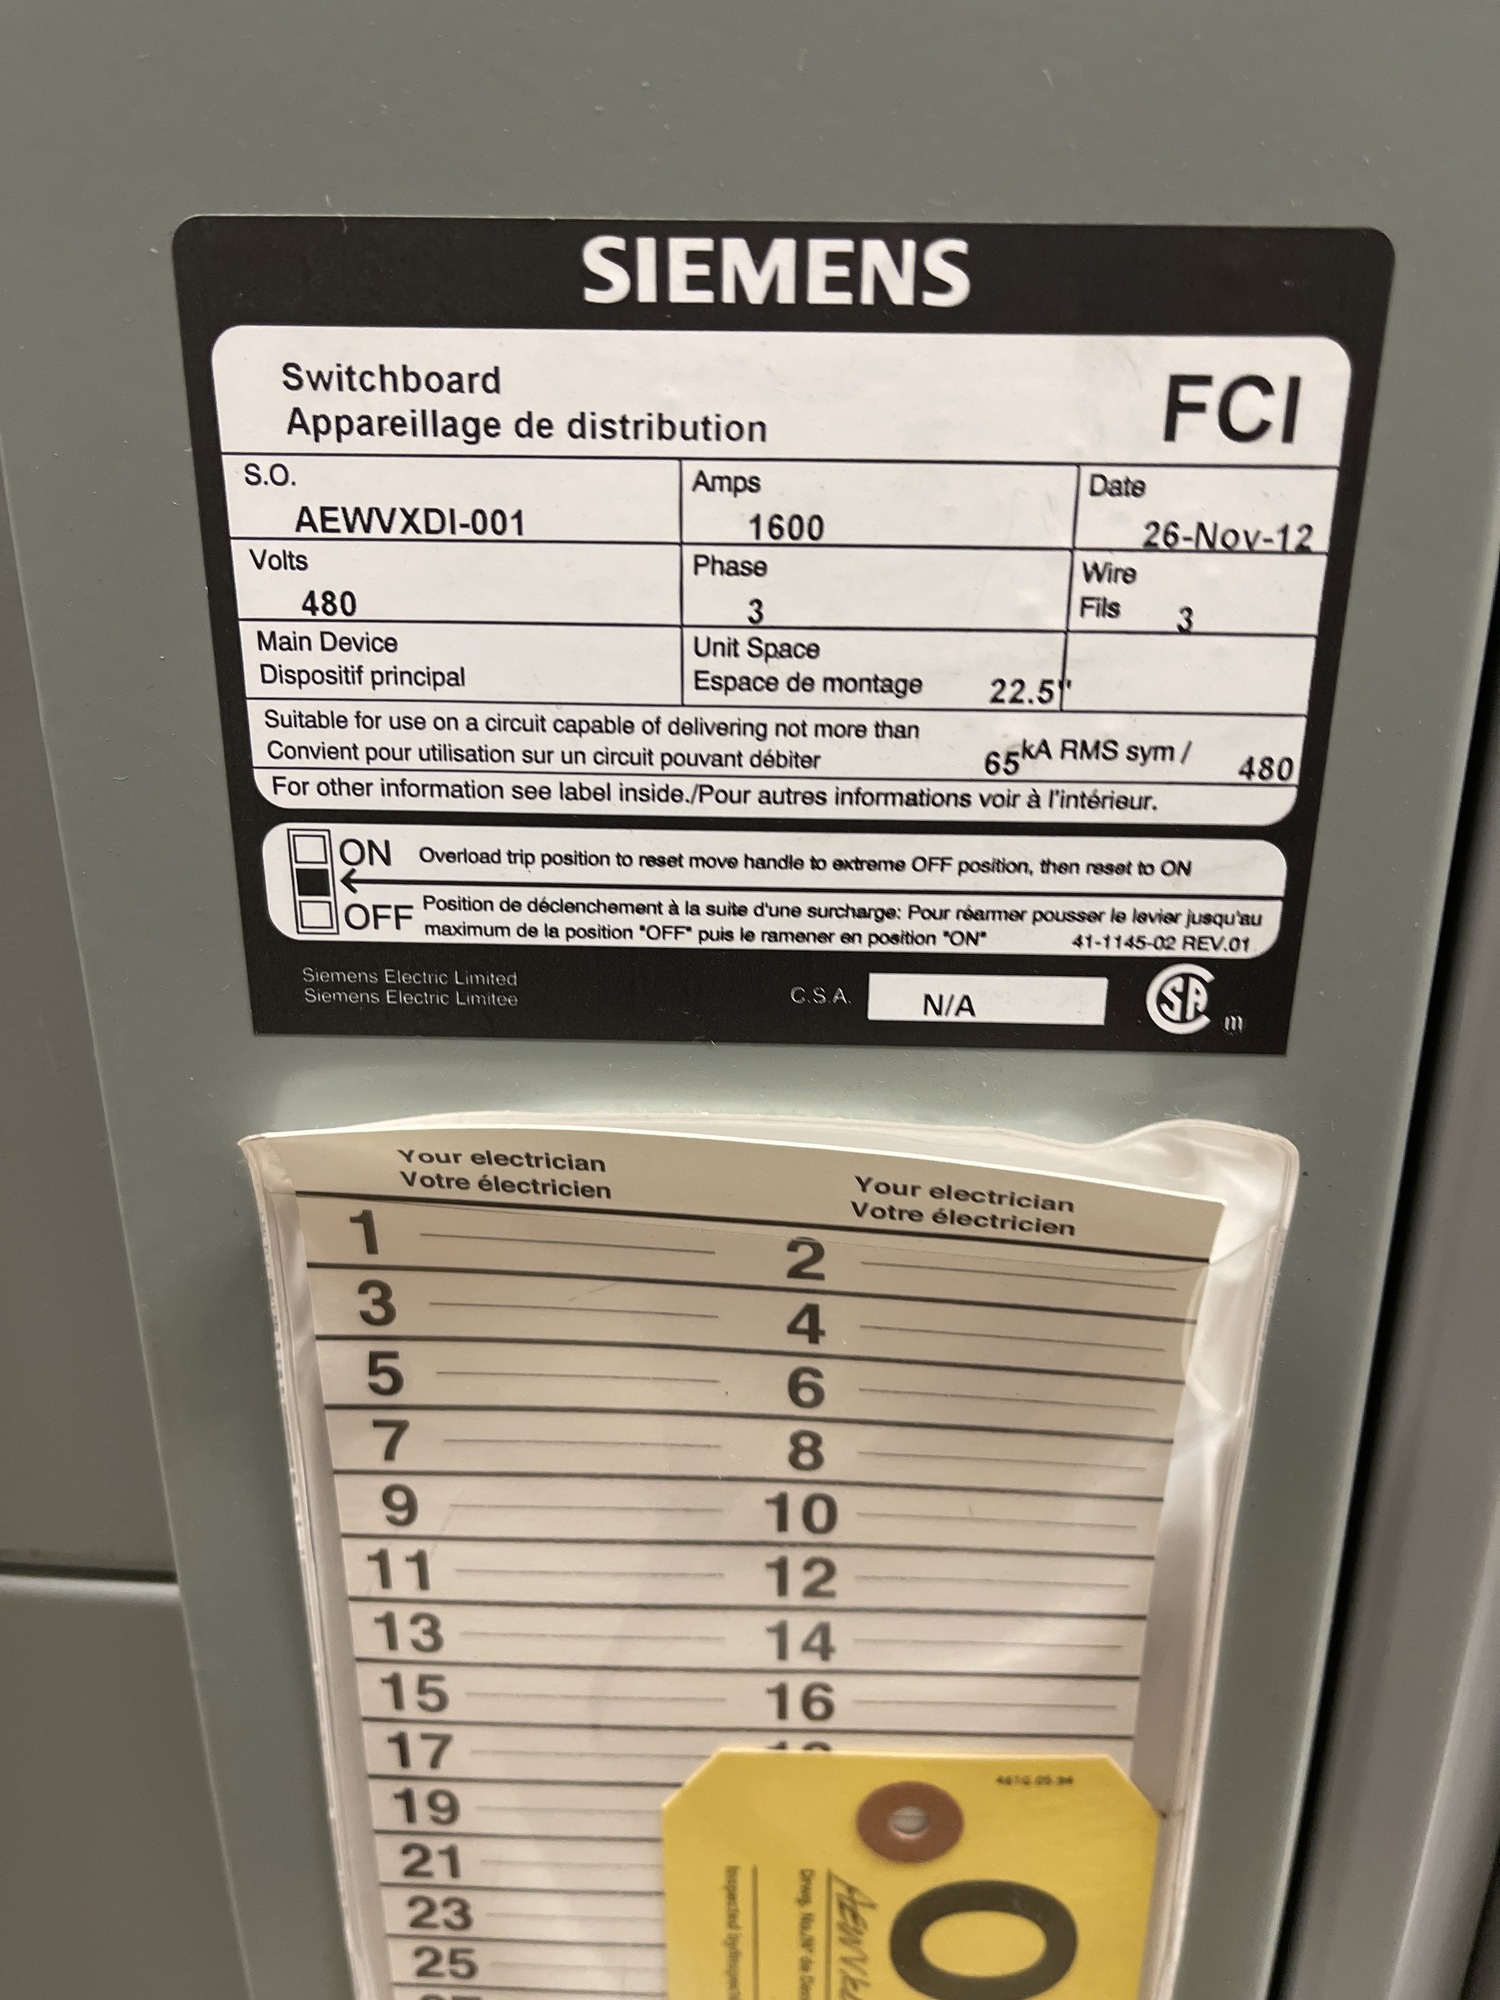 SIEMENS
Switchboard
Appareillage de distribution
FCI
S.O.
AEWVXDI-001
Amps
1600
Date
26-Nov-12
Volts
480
Phase
3
Wire
Fils 3
Main Device
Dispositif principal
Unit Space
Espace de montage 22.5"
Suitable for use on a circuit capable of delivering not more than
Convient pour utilisation sur un circuit pouvant débiter
65 kA RMS sym / 480
For other information see label inside./Pour autres informations voir à l'intérieur.
ON Overload trip position to reset move handle to extreme OFF position, then reset to ON
OFF Position de déclenchement à la suite d'une surcharge: Pour réarmer pousser le levier jusqu'au
maximum de la position "OFF" puis le ramener en position "ON" 41-1145-02 REV.01
Siemens Electric Limited
Siemens Electric Limitée
C.S.A. N/A
SA m
Your electrician
Votre électricien
Your electrician
Votre électricien
1 2
3 4
5 6
7 8
9 10
11 12
13 14
15 16
17
19
21
23
25
O
Inspected